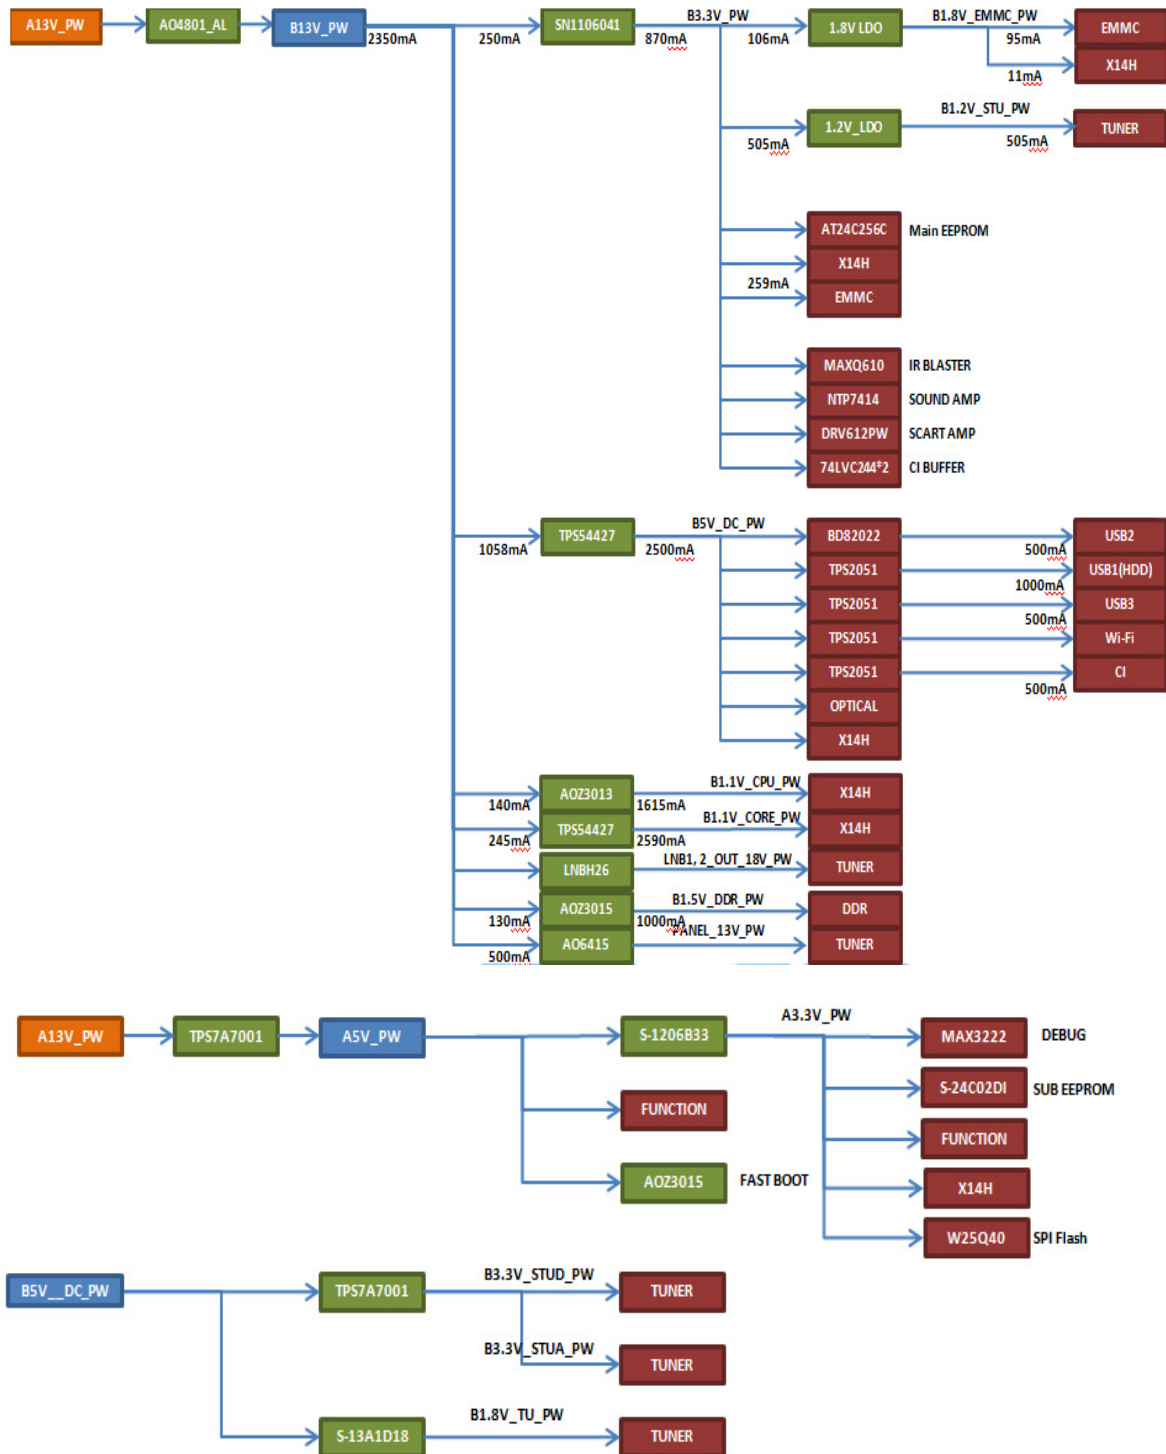 B3.3V_PW B1.8V_EMMC_PW
A13V_PW AO4801_AL B13V_PW SN1106041 1.8V LDO EMMC
2350mA 250mA 870mA 106mA 95mA
X14H
11mA
B1.2V_STU_PW
1.2V_LDO TUNER
505mA 505mA
AT24C256C Main EEPROM
X14H
259mA
EMMC
MAXQ610 IR BLASTER
NTP7414 SOUND AMP
DRV612PW SCART AMP
74LVC244*2 CI BUFFER
B5V_DC_PW
TPS54427 BD82022 USB2
1058mA 2500mA 500mA
TPS2051 USB1(HDD)
1000mA
TPS2051 USB3
500mA
TPS2051 Wi-Fi
TPS2051 CI
500mA
OPTICAL
X14H
B1.1V_CPU_PW
AOZ3013 X14H
140mA 1615mA
B1.1V_CORE_PW
TPS54427 X14H
245mA 2590mA
LNB1, 2_OUT_18V_PW
LNBH26 TUNER
B1.5V_DDR_PW
AOZ3015 DDR
130mA 1000mA
PANEL_13V_PW
AO6415 TUNER
500mA
A3.3V_PW
A13V_PW TPS7A7001 A5V_PW S-1206B33 MAX3222 DEBUG
S-24C02DI SUB EEPROM
FUNCTION FUNCTION
AOZ3015 FAST BOOT X14H
W25Q40 SPI Flash
B3.3V_STUD_PW
B5V__DC_PW TPS7A7001 TUNER
B3.3V_STUA_PW
TUNER
B1.8V_TU_PW
S-13A1D18 TUNER